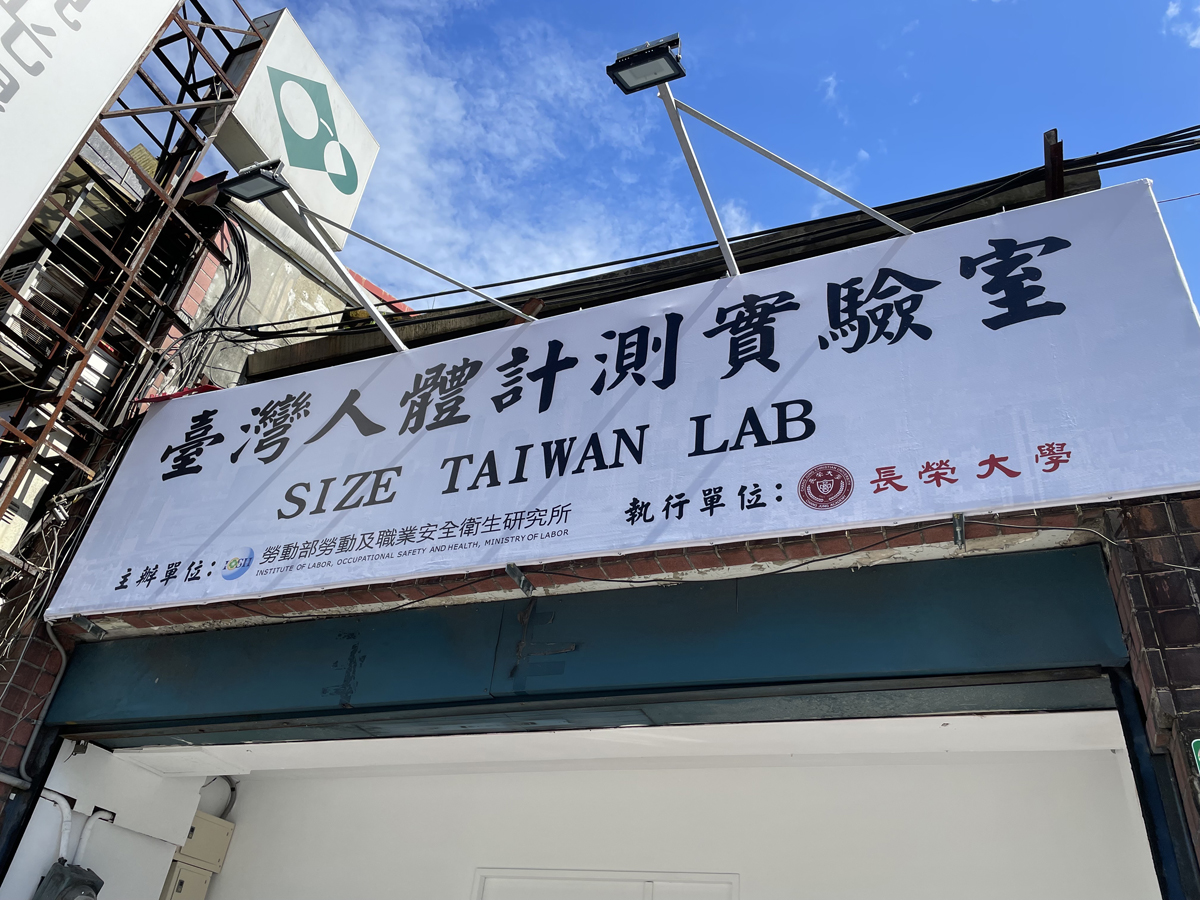 臺灣人體計測實驗室
SIZE TAIWAN LAB
主辦單位：勞動部勞動及職業安全衛生研究所
INSTITUTE OF LABOR, OCCUPATIONAL SAFETY AND HEALTH, MINISTRY OF LABOR
執行單位：長榮大學